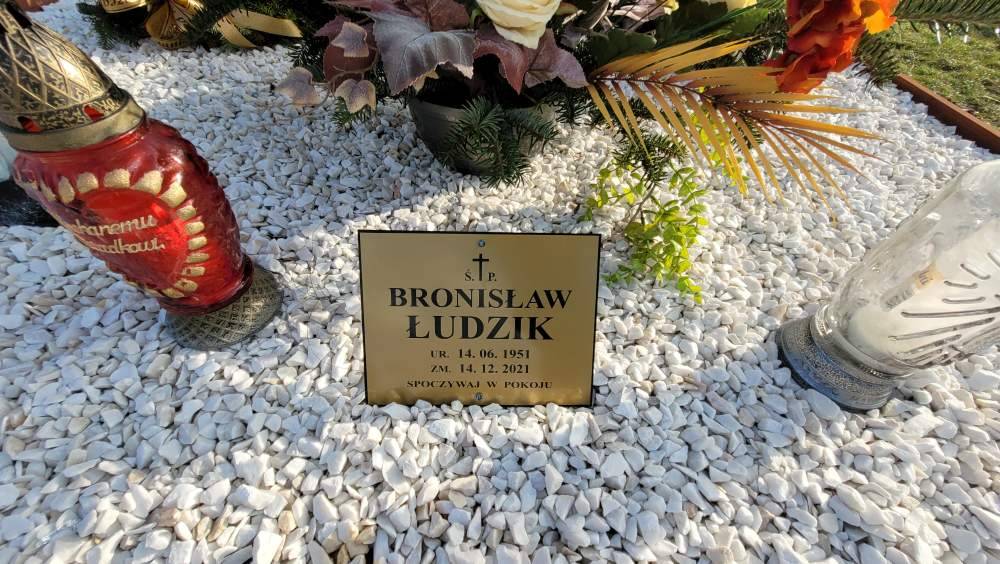 Ś. P.
BRONISŁAW
ŁUDZIK
UR. 14. 06. 1951
ZM. 14. 12. 2021
SPOCZYWAJ W POKOJU